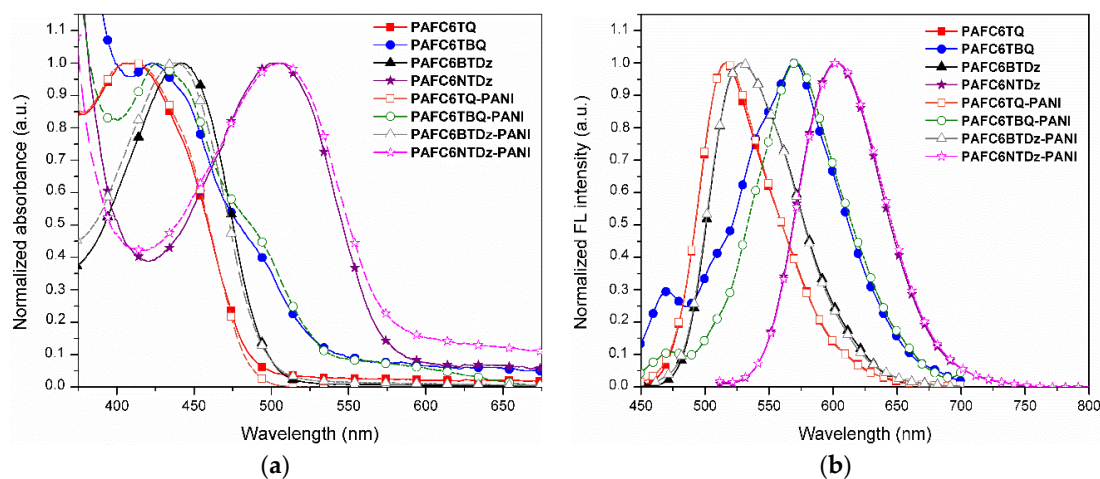 1.1
1.0
0.9
0.8
0.7
0.6
0.5
0.4
0.3
0.2
0.1
0.0
Normalized absorbance (a.u.)
400 450 500 550 600 650
Wavelength (nm)
PAFC6TQ
PAFC6TBQ
PAFC6BTDz
PAFC6NTDz
PAFC6TQ-PANI
PAFC6TBQ-PANI
PAFC6BTDz-PANI
PAFC6NTDz-PANI
(a)
1.1
1.0
0.9
0.8
0.7
0.6
0.5
0.4
0.3
0.2
0.1
0.0
Normalized FL intensity (a.u.)
450 500 550 600 650 700 750 800
Wavelength (nm)
PAFC6TQ
PAFC6TBQ
PAFC6BTDz
PAFC6NTDz
PAFC6TQ-PANI
PAFC6TBQ-PANI
PAFC6BTDz-PANI
PAFC6NTDz-PANI
(b)